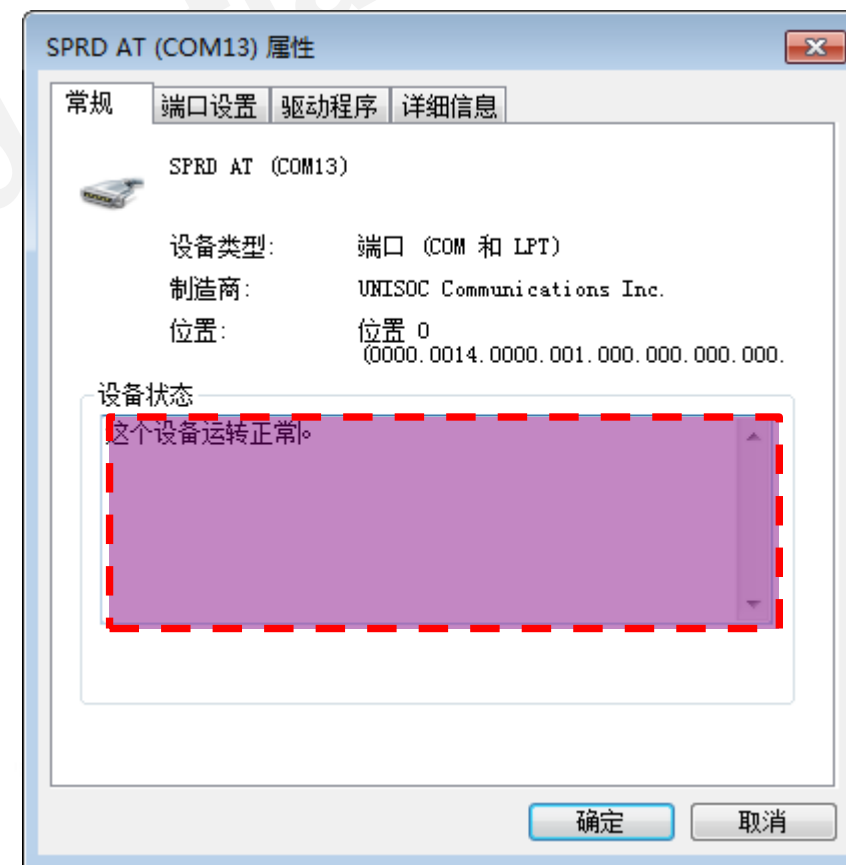 SPRD AT (COM13) 属性
常规 端口设置 驱动程序 详细信息
SPRD AT (COM13)
设备类型: 端口 (COM 和 LPT)
制造商: UNISOC Communications Inc.
位置: 位置 0
(0000.0014.0000.001.000.000.000.000.
设备状态
这个设备运转正常。
确定 取消